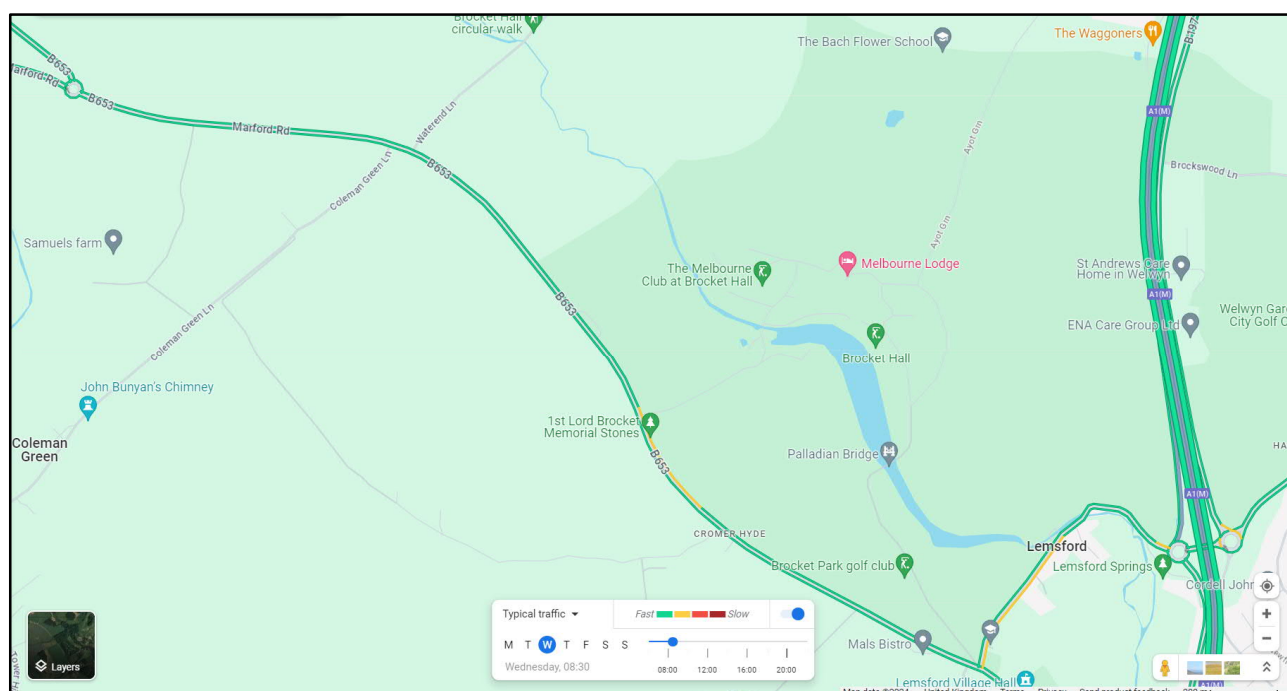 Brocket Hall
circular walk
The Bach Flower School
The Waggoners
B197
B653
Marford Rd
B653
Marford Rd
Waterend Ln
B653
Coleman Green Ln
A1(M)
Ayot Grn
Brockswood Ln
Samuels farm
Ayot Grn
The Melbourne
Club at Brocket Hall
Melbourne Lodge
St Andrews Care
Home in Welwyn
A1(M)
B653
Coleman Green Ln
ENA Care Group Ltd
Welwyn Gar
City Golf C
Brocket Hall
John Bunyan's Chimney
1st Lord Brocket
Memorial Stones
Coleman
Green
B653
Palladian Bridge
HA
A1(M)
CROMER HYDE
Lemsford
Brocket Park golf club
Lemsford Springs
Cordell John
Typical traffic
Fast
Slow
M T W T F S S
Wednesday, 08:30
08:00 12:00 16:00 20:00
Mals Bistro
Layers
Lemsford Village Hall
A1(M)